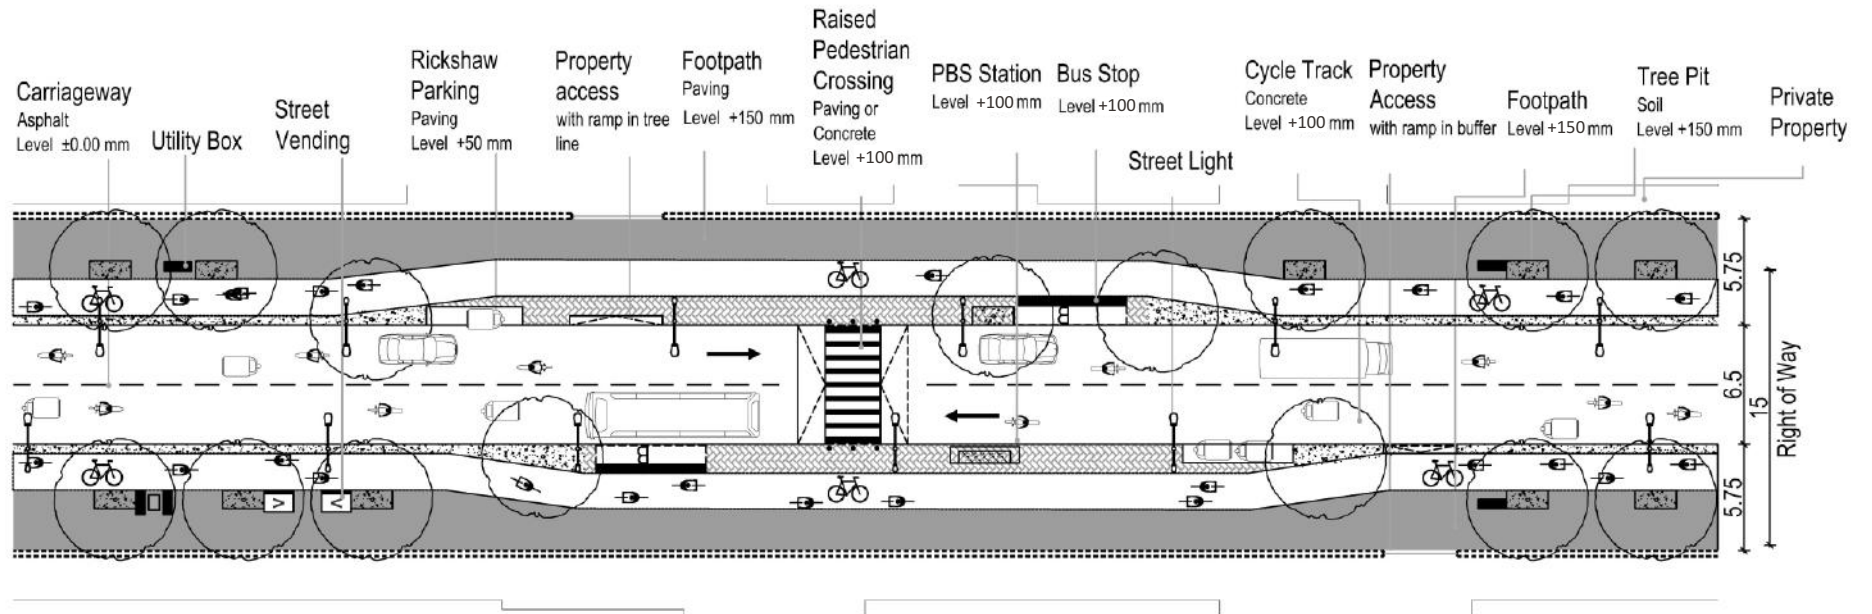 Carriageway
Asphalt
Level ±0.00 mm
Utility Box
Street
Vending
Rickshaw
Parking
Paving
Level +50 mm
Property
access
with ramp in tree
line
Footpath
Paving
Level +150 mm
Raised
Pedestrian
Crossing
Paving or
Concrete
Level +100 mm
PBS Station
Level +100 mm
Bus Stop
Level +100 mm
Street Light
Cycle Track
Concrete
Level +100 mm
Property
Access
with ramp in buffer
Footpath
Level +150 mm
Tree Pit
Soil
Level +150 mm
Private
Property
5.75
6.5
15
Right of Way
5.75
V
V